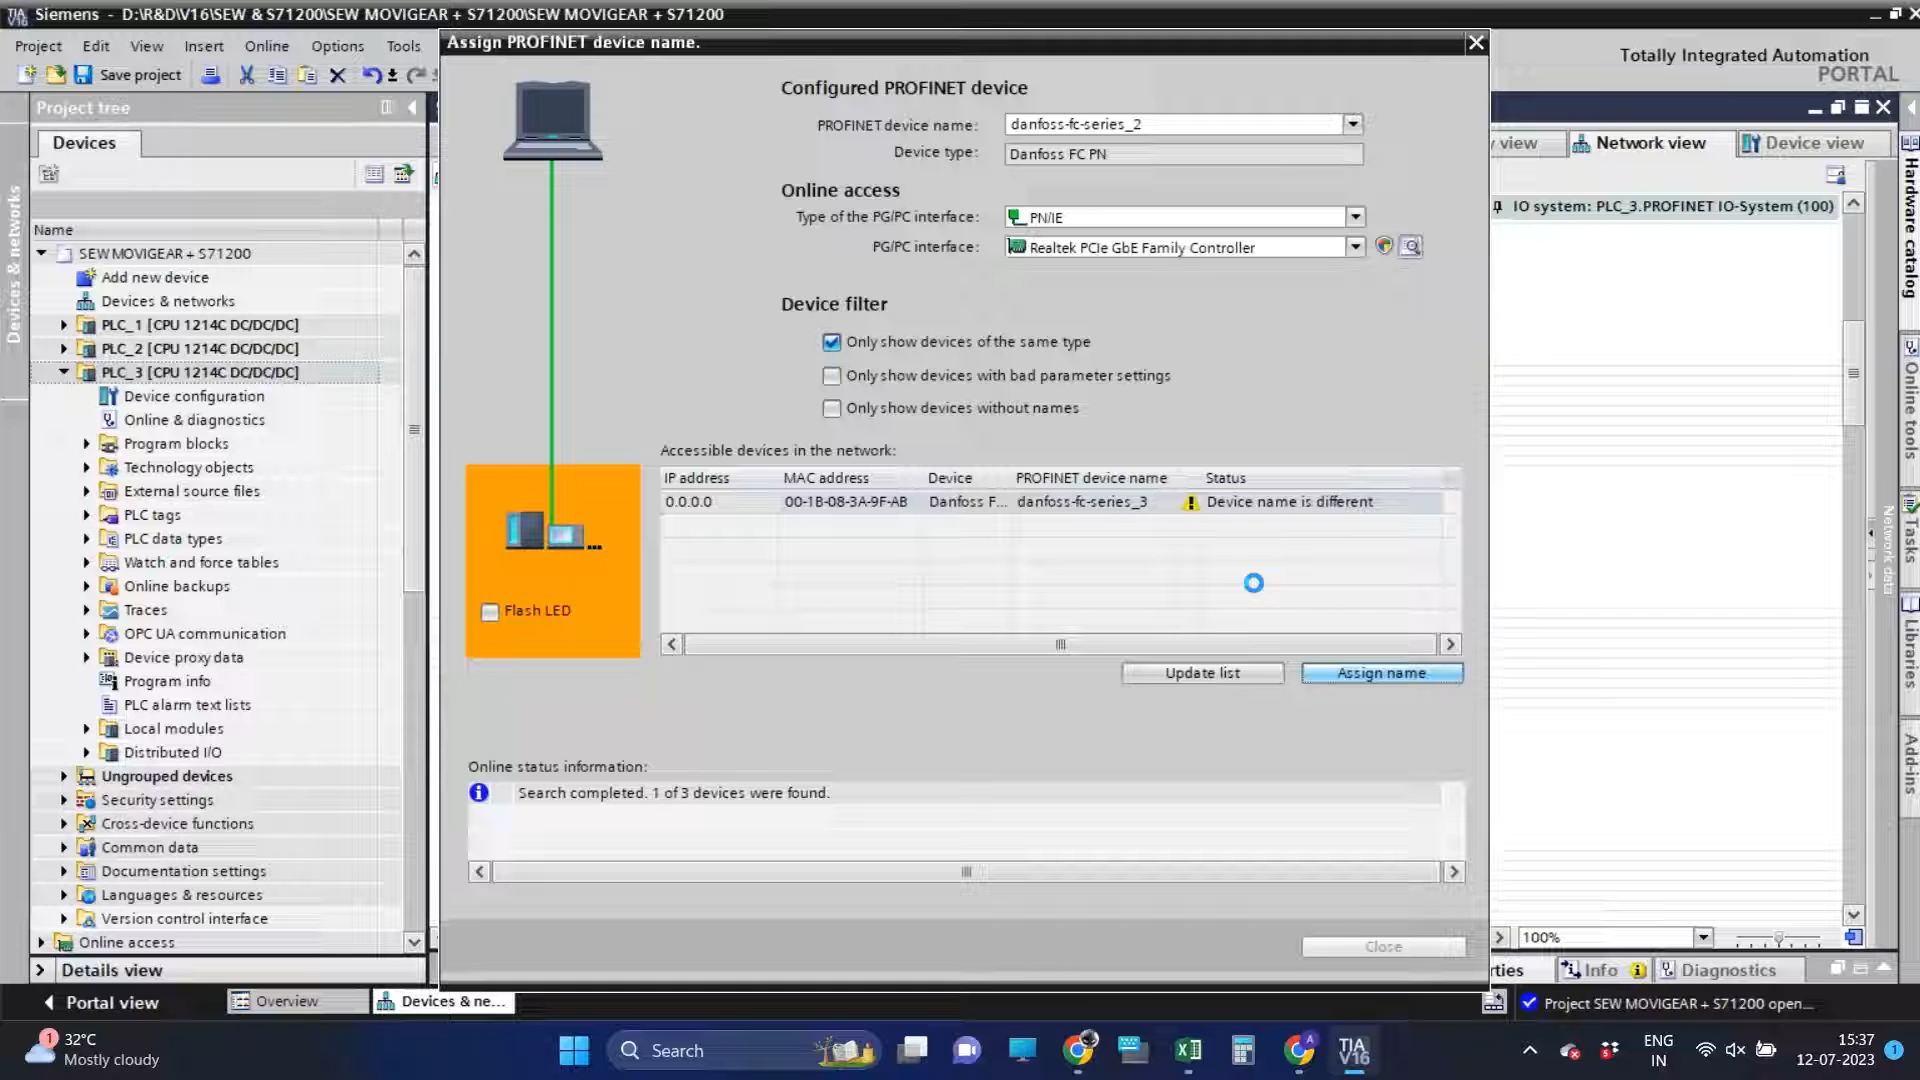 Siemens - D:\R&D\V16\SEW & S71200\SEW MOVIGEAR + S71200\SEW MOVIGEAR + S71200
Project Edit View Insert Online Options Tools
Save project
Totally Integrated Automation
PORTAL
Project tree
Devices
Name
SEW MOVIGEAR + S71200
Add new device
Devices & networks
PLC_1 [CPU 1214C DC/DC/DC]
PLC_2 [CPU 1214C DC/DC/DC]
PLC_3 [CPU 1214C DC/DC/DC]
Device configuration
Online & diagnostics
Program blocks
Technology objects
External source files
PLC tags
PLC data types
Watch and force tables
Online backups
Traces
OPC UA communication
Device proxy data
Program info
PLC alarm text lists
Local modules
Distributed I/O
Ungrouped devices
Security settings
Cross-device functions
Common data
Documentation settings
Languages & resources
Version control interface
Online access
Details view
Devices & networks
Assign PROFINET device name.
Configured PROFINET device
PROFINET device name: danfoss-fc-series_2
Device type: Danfoss FC PN
Online access
Type of the PG/PC interface: PN/IE
PG/PC interface: Realtek PCIe GbE Family Controller
Device filter
Only show devices of the same type
Only show devices with bad parameter settings
Only show devices without names
Accessible devices in the network:
IP address MAC address Device PROFINET device name Status
0.0.0.0 00-1B-08-3A-9F-AB Danfoss F... danfoss-fc-series_3 Device name is different
Flash LED
Update list Assign name
Online status information:
Search completed. 1 of 3 devices were found.
Close
view Network view Device view
IO system: PLC_3.PROFINET IO-System (100)
Network data
Hardware catalog
Online tools
Tasks
Libraries
Add-ins
100%
rties Info Diagnostics
Portal view Overview Devices & ne...
Project SEW MOVIGEAR + S71200 open...
1
32°C
Mostly cloudy
Search
TIA
V16
ENG
IN
15:37
12-07-2023
1